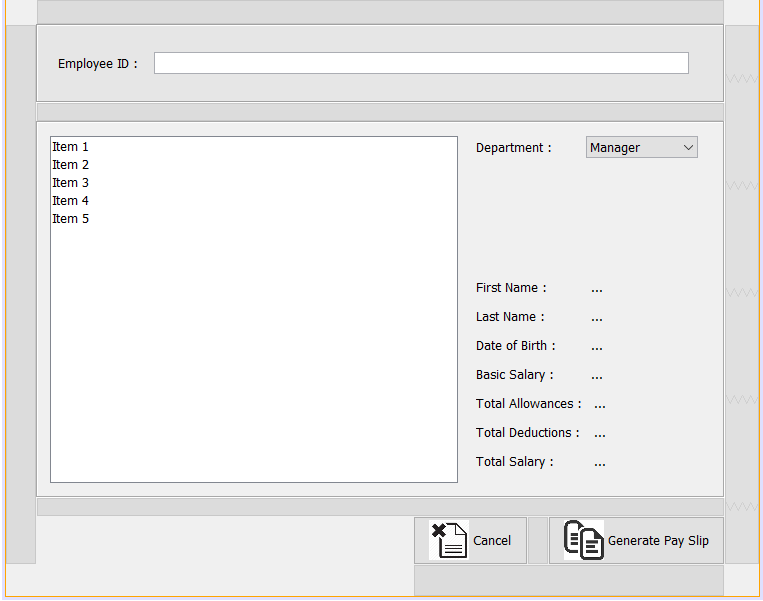 Employee ID :
Item 1
Item 2
Item 3
Item 4
Item 5
Department : Manager
First Name : ...
Last Name : ...
Date of Birth : ...
Basic Salary : ...
Total Allowances : ...
Total Deductions : ...
Total Salary : ...
Cancel
Generate Pay Slip